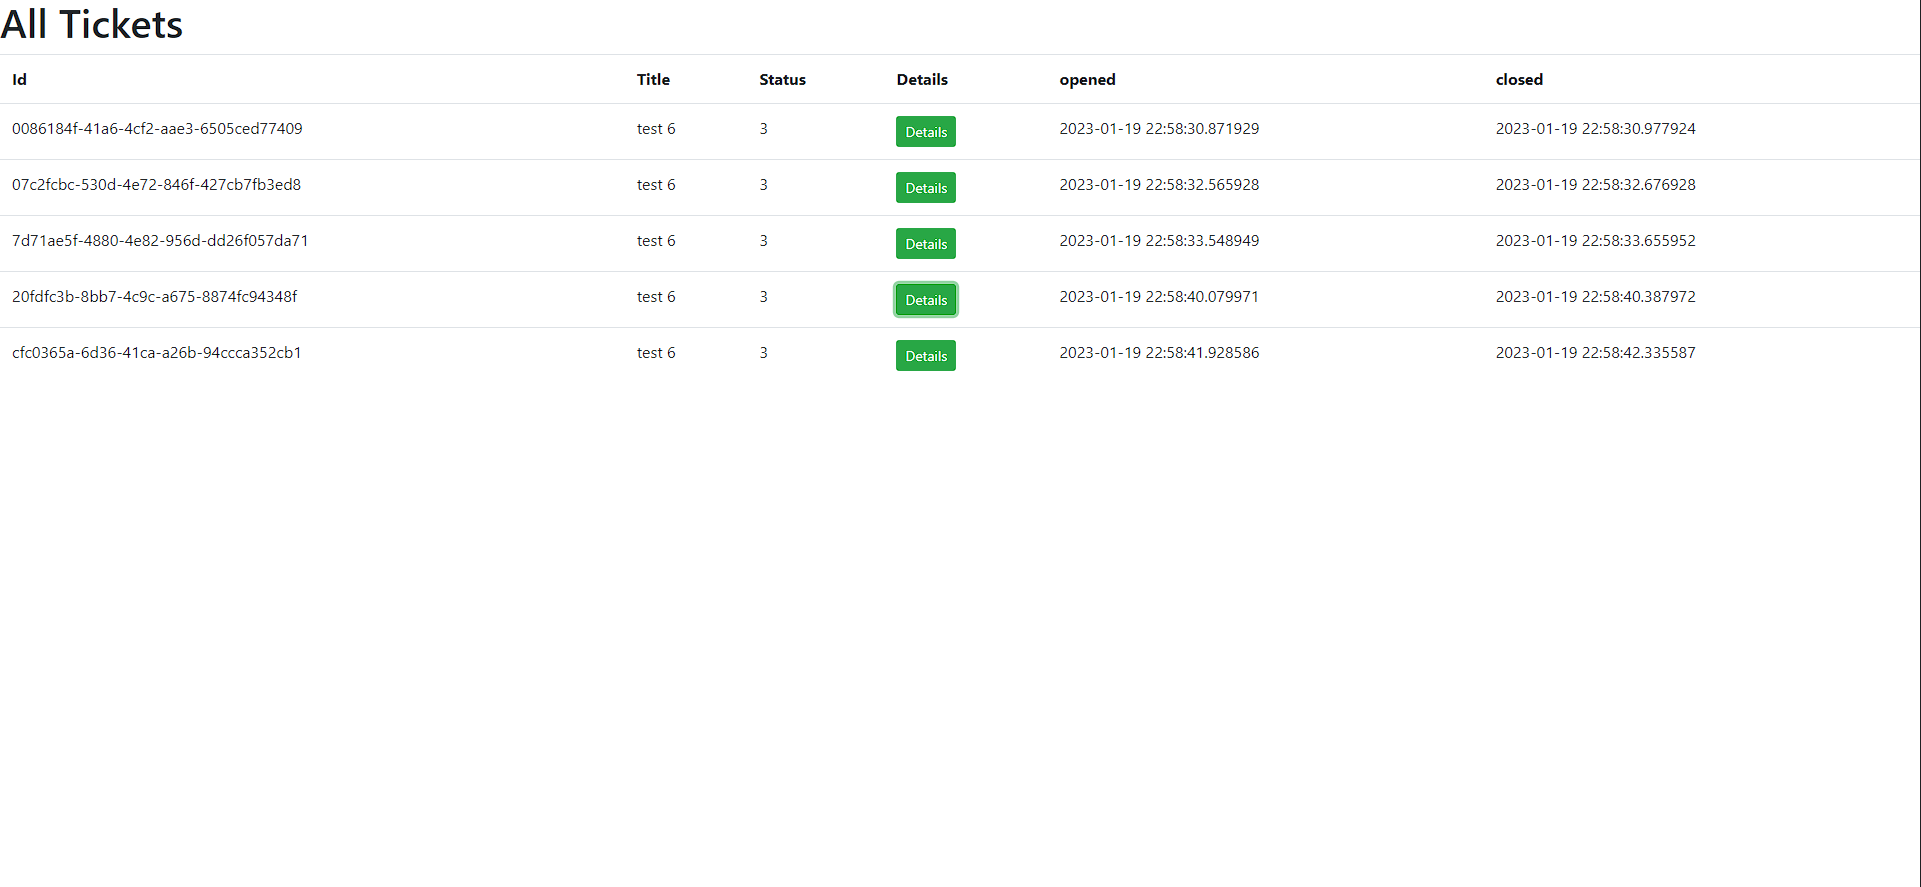 All Tickets
Id Title Status Details opened closed
0086184f-41a6-4cf2-aae3-6505ced77409 test 6 3 Details 2023-01-19 22:58:30.871929 2023-01-19 22:58:30.977924
07c2fcbc-530d-4e72-846f-427cb7fb3ed8 test 6 3 Details 2023-01-19 22:58:32.565928 2023-01-19 22:58:32.676928
7d71ae5f-4880-4e82-956d-dd26f057da71 test 6 3 Details 2023-01-19 22:58:33.548949 2023-01-19 22:58:33.655952
20fdfc3b-8bb7-4c9c-a675-8874fc94348f test 6 3 Details 2023-01-19 22:58:40.079971 2023-01-19 22:58:40.387972
cfc0365a-6d36-41ca-a26b-94ccca352cb1 test 6 3 Details 2023-01-19 22:58:41.928586 2023-01-19 22:58:42.335587